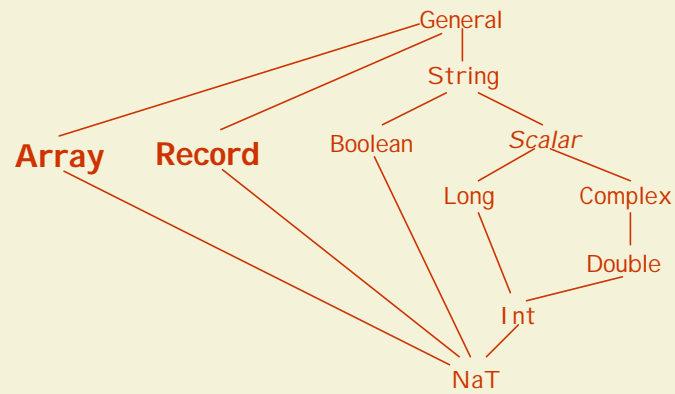 General
String
Array Record Boolean Scalar
Long Complex
Double
Int
NaT